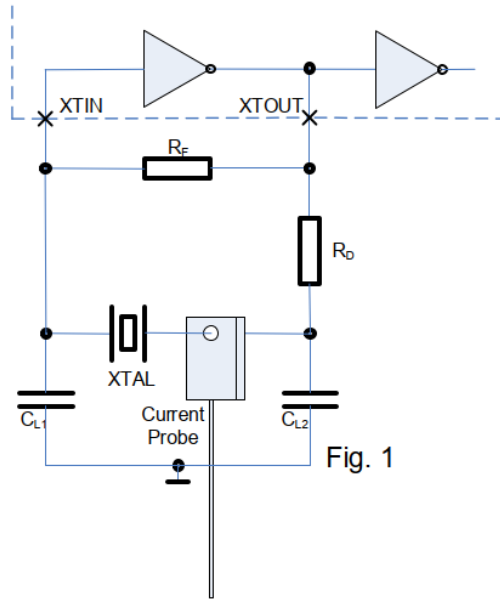 XTIN
XTOUT
RF
RD
XTAL
Current
Probe
CL1
CL2
Fig. 1